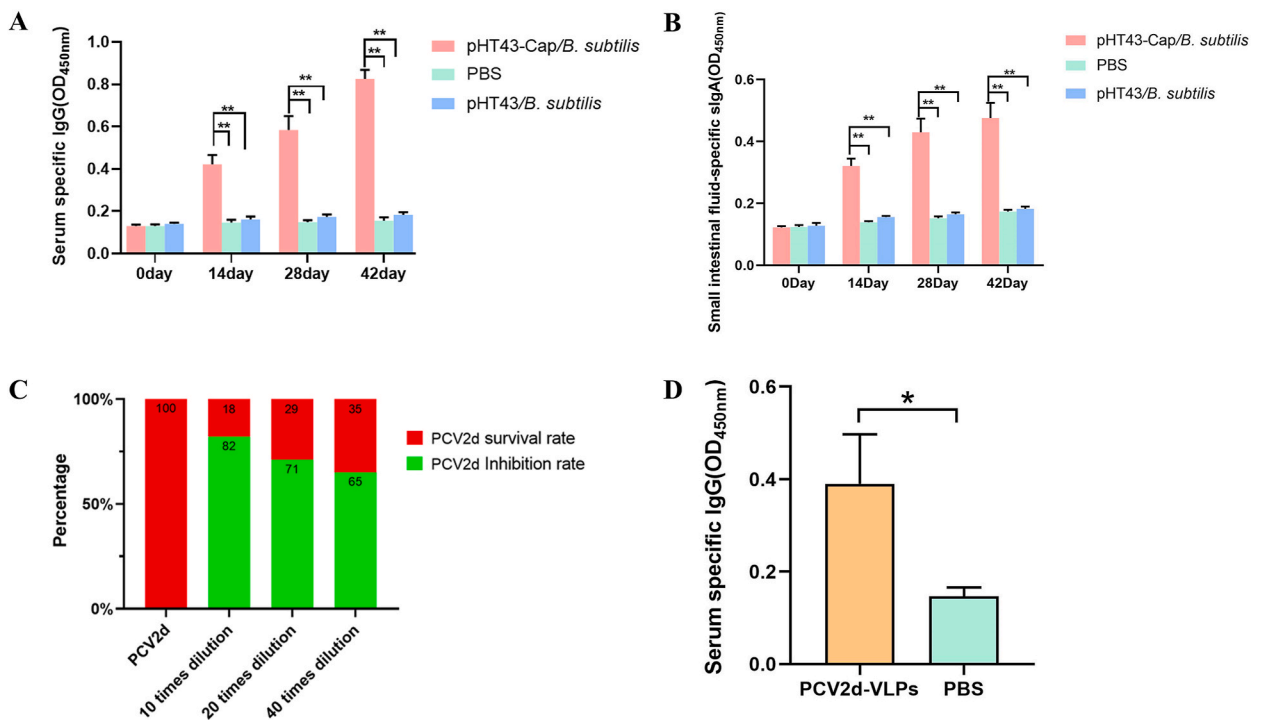 A
Serum specific IgG(OD450nm)
1.0
0.8
0.6
0.4
0.2
0.0
** ** ** ** ** **
0day 14day 28day 42day
pHT43-Cap/B. subtilis
PBS
pHT43/B. subtilis
B
Small intestinal fluid-specific sIgA(OD450nm)
0.6
0.4
0.2
0.0
** ** ** ** ** **
0Day 14Day 28Day 42Day
pHT43-Cap/B. subtilis
PBS
pHT43/B. subtilis
C
Percentage
100%
50%
0%
100 18 29 35
82 71 65
PCV2d
10 times dilution
20 times dilution
40 times dilution
PCV2d survival rate
PCV2d Inhibition rate
D
Serum specific IgG(OD450nm)
0.6
0.4
0.2
0.0
*
PCV2d-VLPs PBS